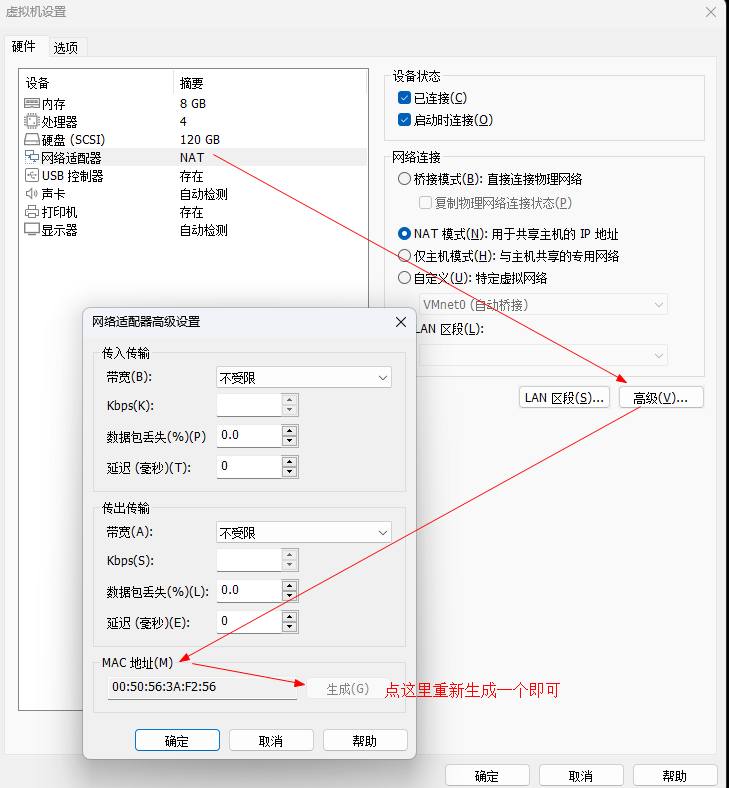 虚拟机设置
硬件 选项
设备 摘要
内存 8 GB
处理器 4
硬盘 (SCSI) 120 GB
网络适配器 NAT
USB 控制器 存在
声卡 自动检测
打印机 存在
显示器 自动检测
设备状态
已连接(C)
启动时连接(O)
网络连接
桥接模式(B): 直接连接物理网络
复制物理网络连接状态(P)
NAT 模式(N): 用于共享主机的 IP 地址
仅主机模式(H): 与主机共享的专用网络
自定义(U): 特定虚拟网络
VMnet0 (自动桥接)
LAN 区段(L):
LAN 区段(S)... 高级(V)...
网络适配器高级设置
传入传输
带宽(B): 不受限
Kbps(K):
数据包丢失(%)(P) 0.0
延迟 (毫秒)(T): 0
传出传输
带宽(A): 不受限
Kbps(S):
数据包丢失(%)(L): 0.0
延迟 (毫秒)(E): 0
MAC 地址(M)
00:50:56:3A:F2:56 生成(G) 点这里重新生成一个即可
确定 取消 帮助
确定 取消 帮助